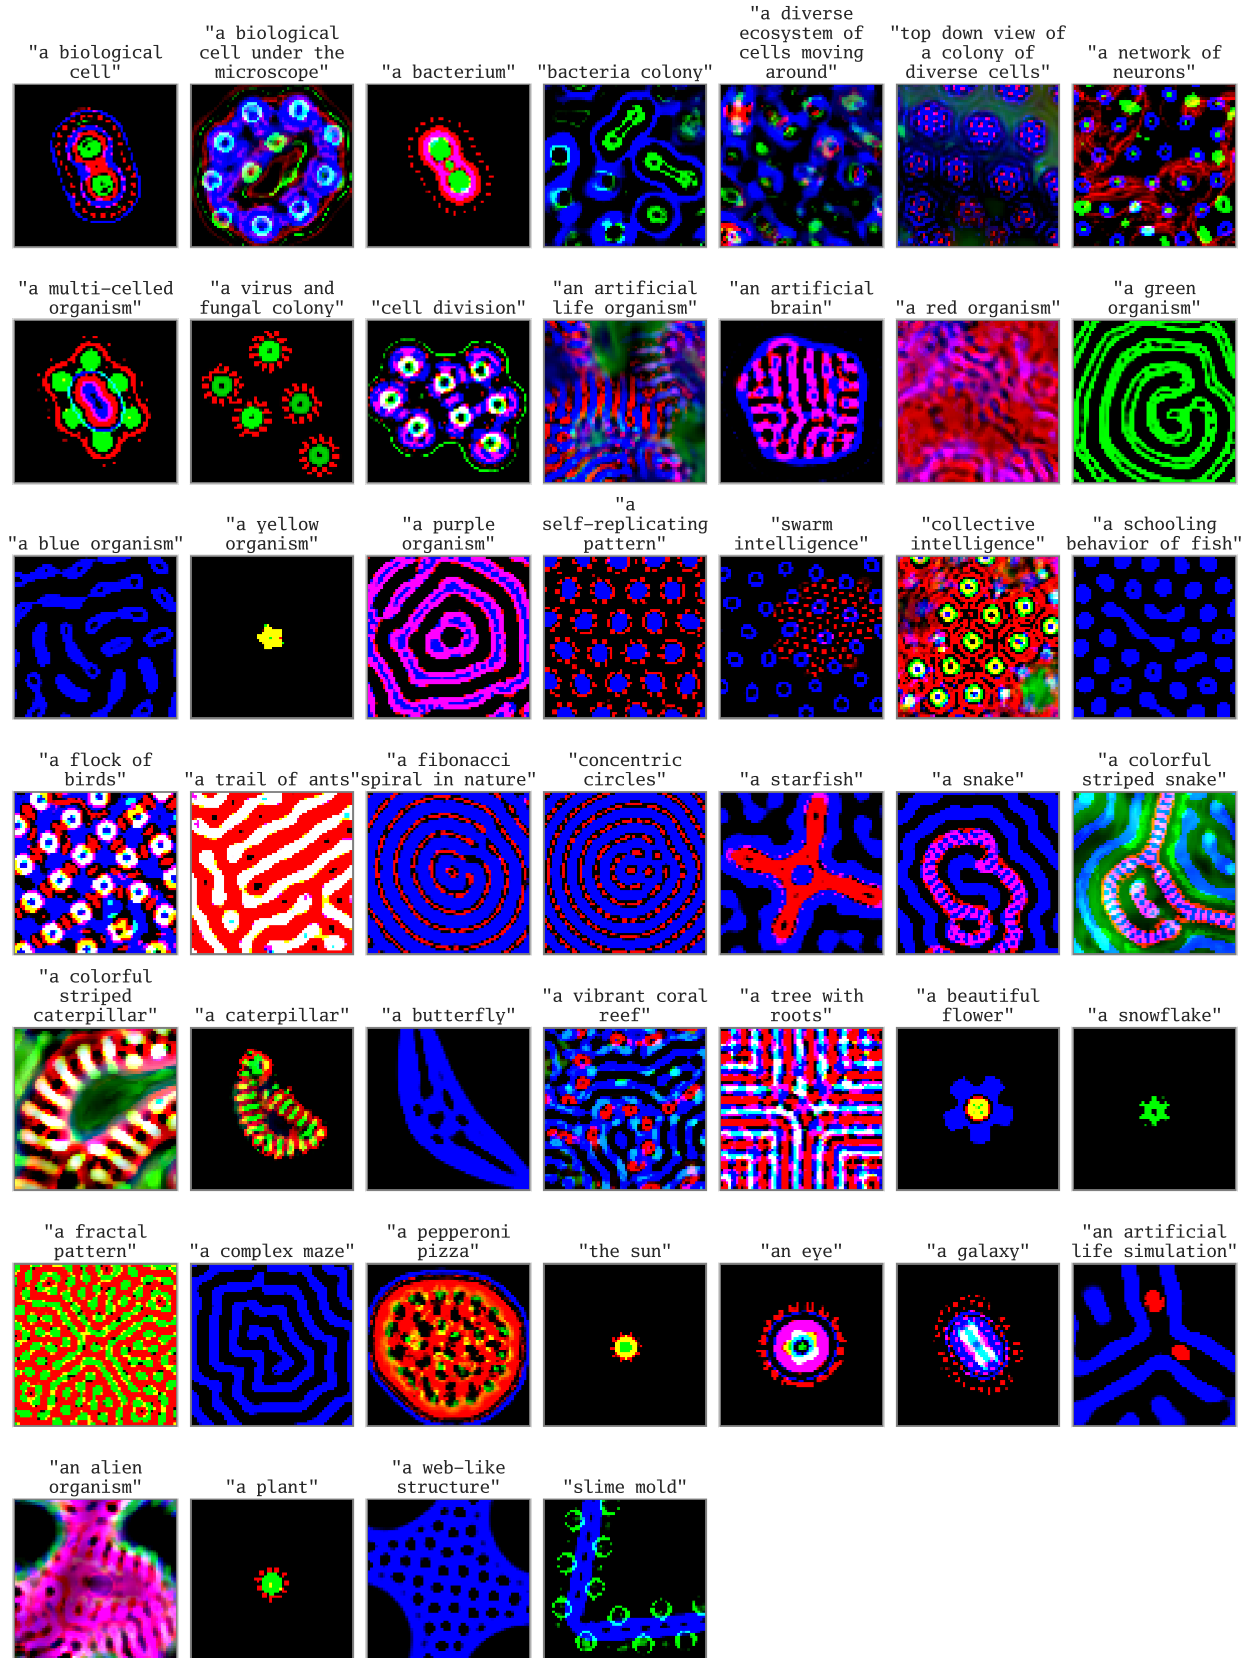 "a biological
cell"
"a biological
cell under the
microscope"
"a bacterium"
"bacteria colony"
"a diverse
ecosystem of
cells moving
around"
"top down view of
a colony of
diverse cells"
"a network of
neurons"
"a multi-celled
organism"
"a virus and
fungal colony"
"cell division"
"an artificial
life organism"
"an artificial
brain"
"a red organism"
"a green
organism"
"a blue organism"
"a yellow
organism"
"a purple
organism"
"a
self-replicating
pattern"
"swarm
intelligence"
"collective
intelligence"
"a schooling
behavior of fish"
"a flock of
birds"
"a trail of ants"
"a fibonacci
spiral in nature"
"concentric
circles"
"a starfish"
"a snake"
"a colorful
striped snake"
"a colorful
striped
caterpillar"
"a caterpillar"
"a butterfly"
"a vibrant coral
reef"
"a tree with
roots"
"a beautiful
flower"
"a snowflake"
"a fractal
pattern"
"a complex maze"
"a pepperoni
pizza"
"the sun"
"an eye"
"a galaxy"
"an artificial
life simulation"
"an alien
organism"
"a plant"
"a web-like
structure"
"slime mold"